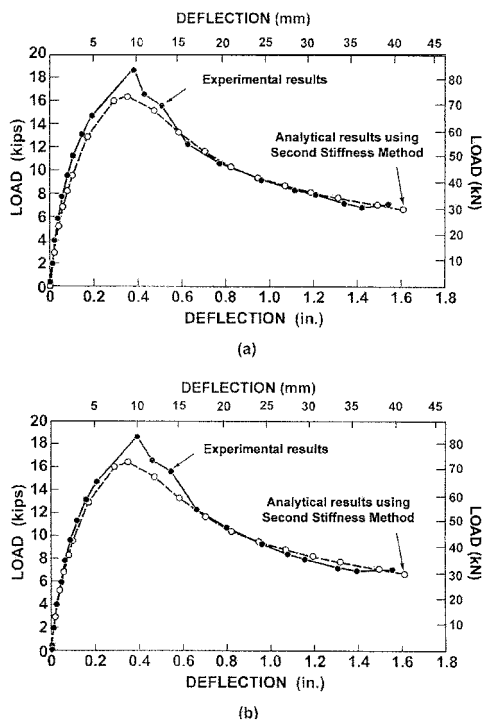 DEFLECTION (mm)
5 10 15 20 25 30 35 40 45
20
18
16
14
12
10
8
6
4
2
0
LOAD (kips)
Experimental results
Analytical results using
Second Stiffness Method
80
70
60
50
40
30
20
10
LOAD (kN)
0 0.2 0.4 0.6 0.8 1.0 1.2 1.4 1.6 1.8
DEFLECTION (in.)
(a)
DEFLECTION (mm)
5 10 15 20 25 30 35 40 45
20
18
16
14
12
10
8
6
4
2
0
LOAD (kips)
Experimental results
Analytical results using
Second Stiffness Method
80
70
60
50
40
30
20
10
LOAD (kN)
0 0.2 0.4 0.6 0.8 1.0 1.2 1.4 1.6 1.8
DEFLECTION (in.)
(b)